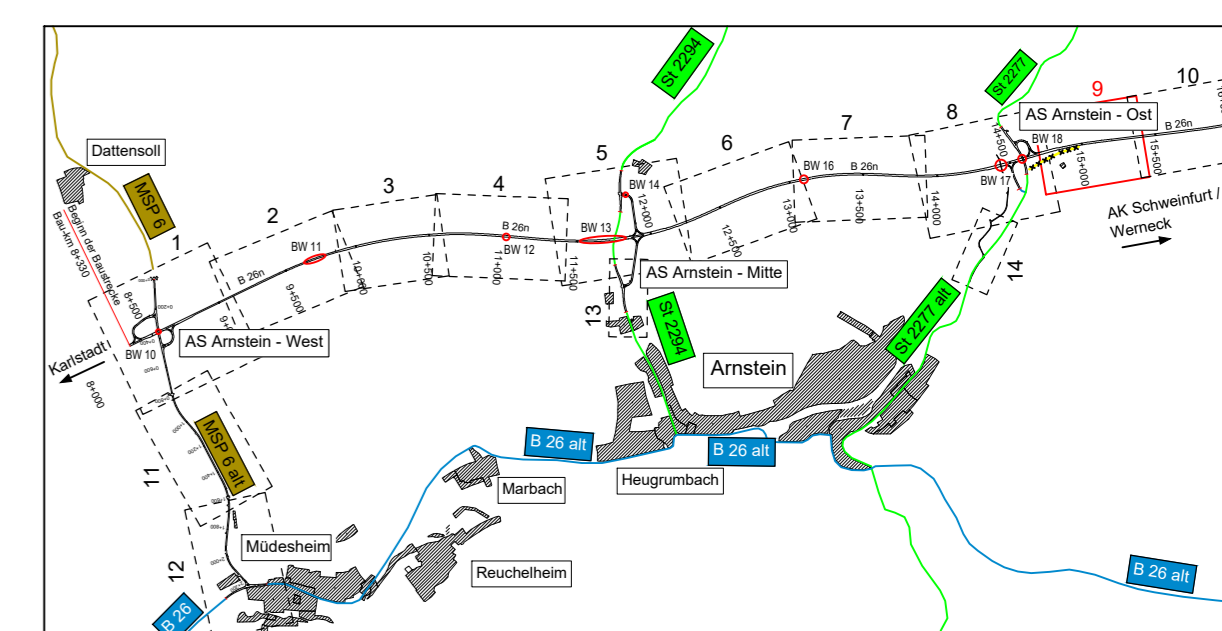 St 2294
St 2277
10
9
AS Arnstein - Ost
B 26n
BW 18
8
14+500
15+000
15+500
7
6
BW 17
Dattensoll
MSP 6
5
BW 14
12+000
BW 16
B 26n
13+000
13+500
14+000
AK Schweinfurt /
Werneck
4
3
2
1
Beginn der Baustrecke
Bau-km 8+330
B 26n
BW 11
B 26n
BW 12
BW 13
12+500
10+500
11+000
11+500
AS Arnstein - Mitte
14
8+500
9+500
13
St 2294
St 2277 alt
BW 10
AS Arnstein - West
Karlstadt
8+000
Arnstein
MSP 6 alt
11
B 26 alt
B 26 alt
Heugrumbach
Marbach
12
Müdesheim
Reuchelheim
B 26 alt
B 26